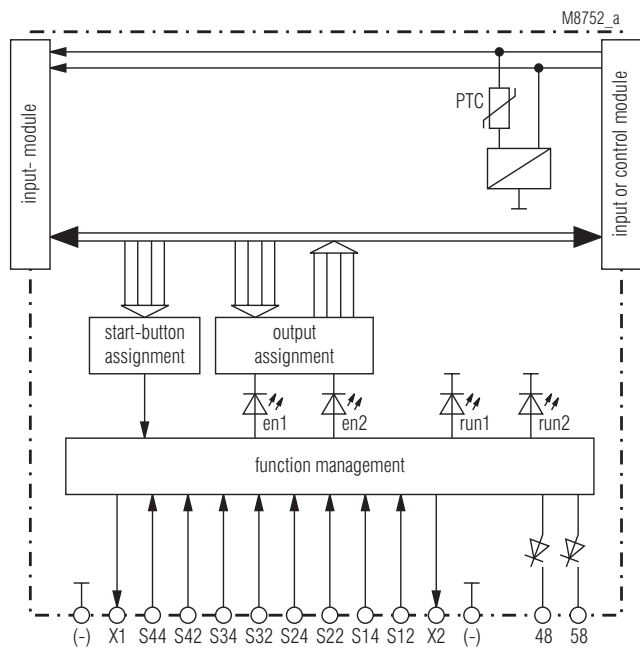 M8752_a
input- module
PTC
input or control module
start-button
assignment
output
assignment
en1
en2
run1
run2
function management
(-)
X1
S44
S42
S34
S32
S24
S22
S14
S12
X2
(-)
48
58